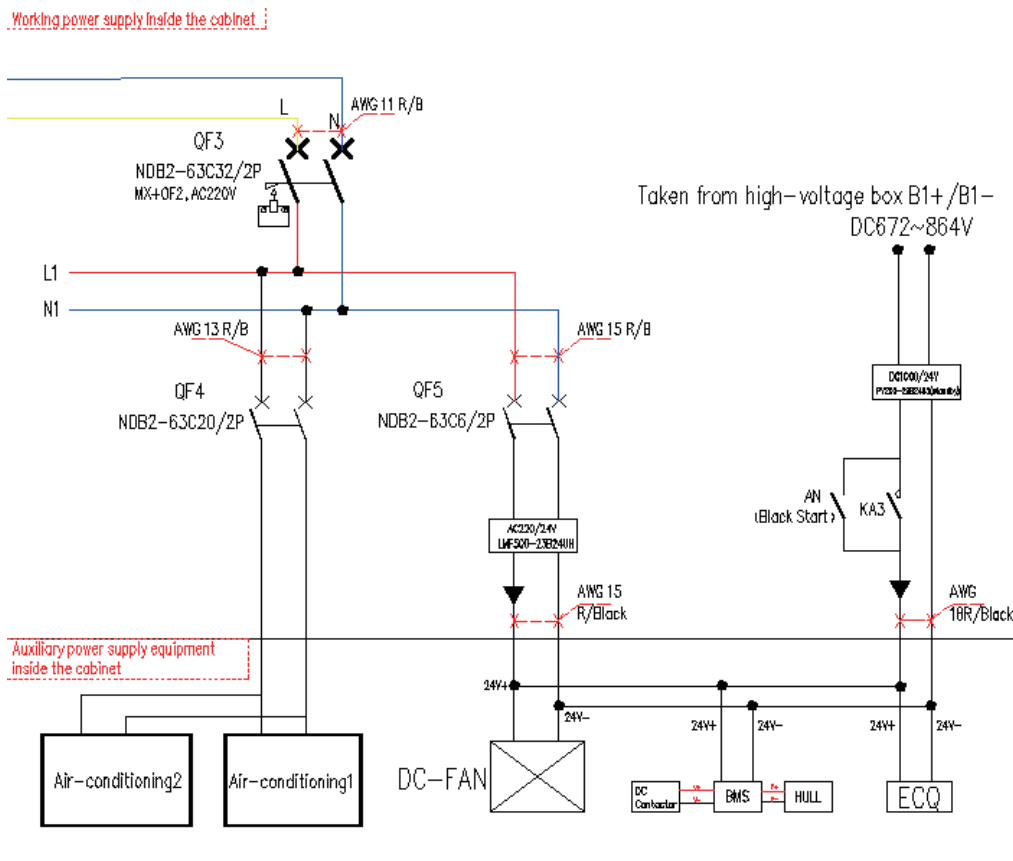 Working power supply inside the cabinet
L
N
AWG 11 R/B
QF3
NDB2-63C32/2P
MX+OF2, AC220V
Taken from high-voltage box B1+/B1-
DC672~864V
L1
N1
AWG 13 R/B
AWG 15 R/B
QF4
NDB2-63C20/2P
QF5
NDB2-63C6/2P
DC1000/24V
AN
(Black Start)
KA3
AC220/24V
LMF500-23B24UH
AWG 15
R/Black
AWG
18R/Black
Auxiliary power supply equipment
inside the cabinet
24V+
24V-
24V+
24V-
24V+
24V-
Air-conditioning2
Air-conditioning1
DC-FAN
DC
Contactor
BMS
HULL
ECQ